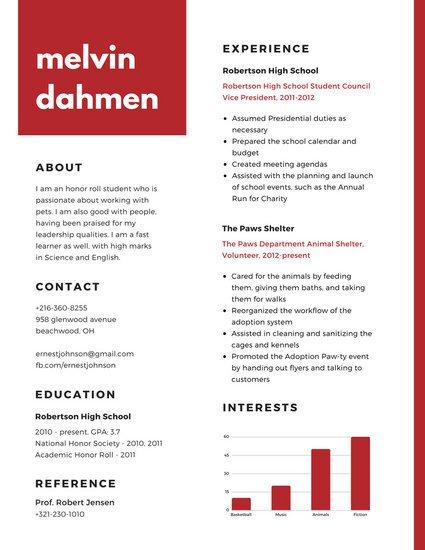 melvin
dahmen
ABOUT
I am an honor roll student who is
passionate about working with
pets. I am also good with people,
having been praised for my
leadership qualities. I am a fast
learner as well, with high marks
in Science and English.
CONTACT
+216-360-8255
958 glenwood avenue
beachwood, OH
ernestjohnson@gmail.com
fb.com/ernestjohnson
EDUCATION
Robertson High School
2010 - present, GPA: 3.7
National Honor Society - 2010, 2011
Academic Honor Roll - 2011
REFERENCE
Prof. Robert Jensen
+321-230-1010
EXPERIENCE
Robertson High School
Robertson High School Student Council
Vice President, 2011-2012
• Assumed Presidential duties as
necessary
• Prepared the school calendar and
budget
• Created meeting agendas
• Assisted with the planning and launch
of school events, such as the Annual
Run for Charity
The Paws Shelter
The Paws Department Animal Shelter,
Volunteer, 2012-present
• Cared for the animals by feeding
them, giving them baths, and taking
them for walks
• Reorganized the workflow of the
adoption system
• Assisted in cleaning and sanitizing the
cages and kennels
• Promoted the Adoption Paw-ty event
by handing out flyers and talking to
customers
INTERESTS
60
45
30
15
0
Basketball Music Animals Fiction